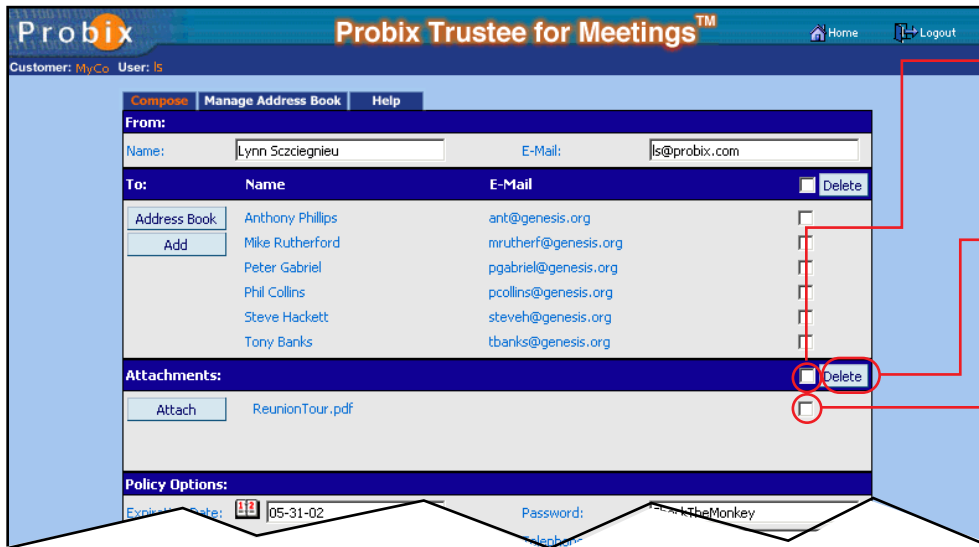 Probix
Probix Trustee for Meetings™
Home
Logout
Customer: MyCo User: ls
Compose
Manage Address Book
Help
From:
Name: Lynn Sczciegnieu E-Mail: ls@probix.com
To: Name E-Mail Delete
Address Book Anthony Phillips ant@genesis.org
Add Mike Rutherford mrutherf@genesis.org
Peter Gabriel pgabriel@genesis.org
Phil Collins pcollins@genesis.org
Steve Hackett steveh@genesis.org
Tony Banks tbanks@genesis.org
Attachments: Delete
Attach ReunionTour.pdf
Policy Options:
Date: 05-31-02 Password: TheMonkey